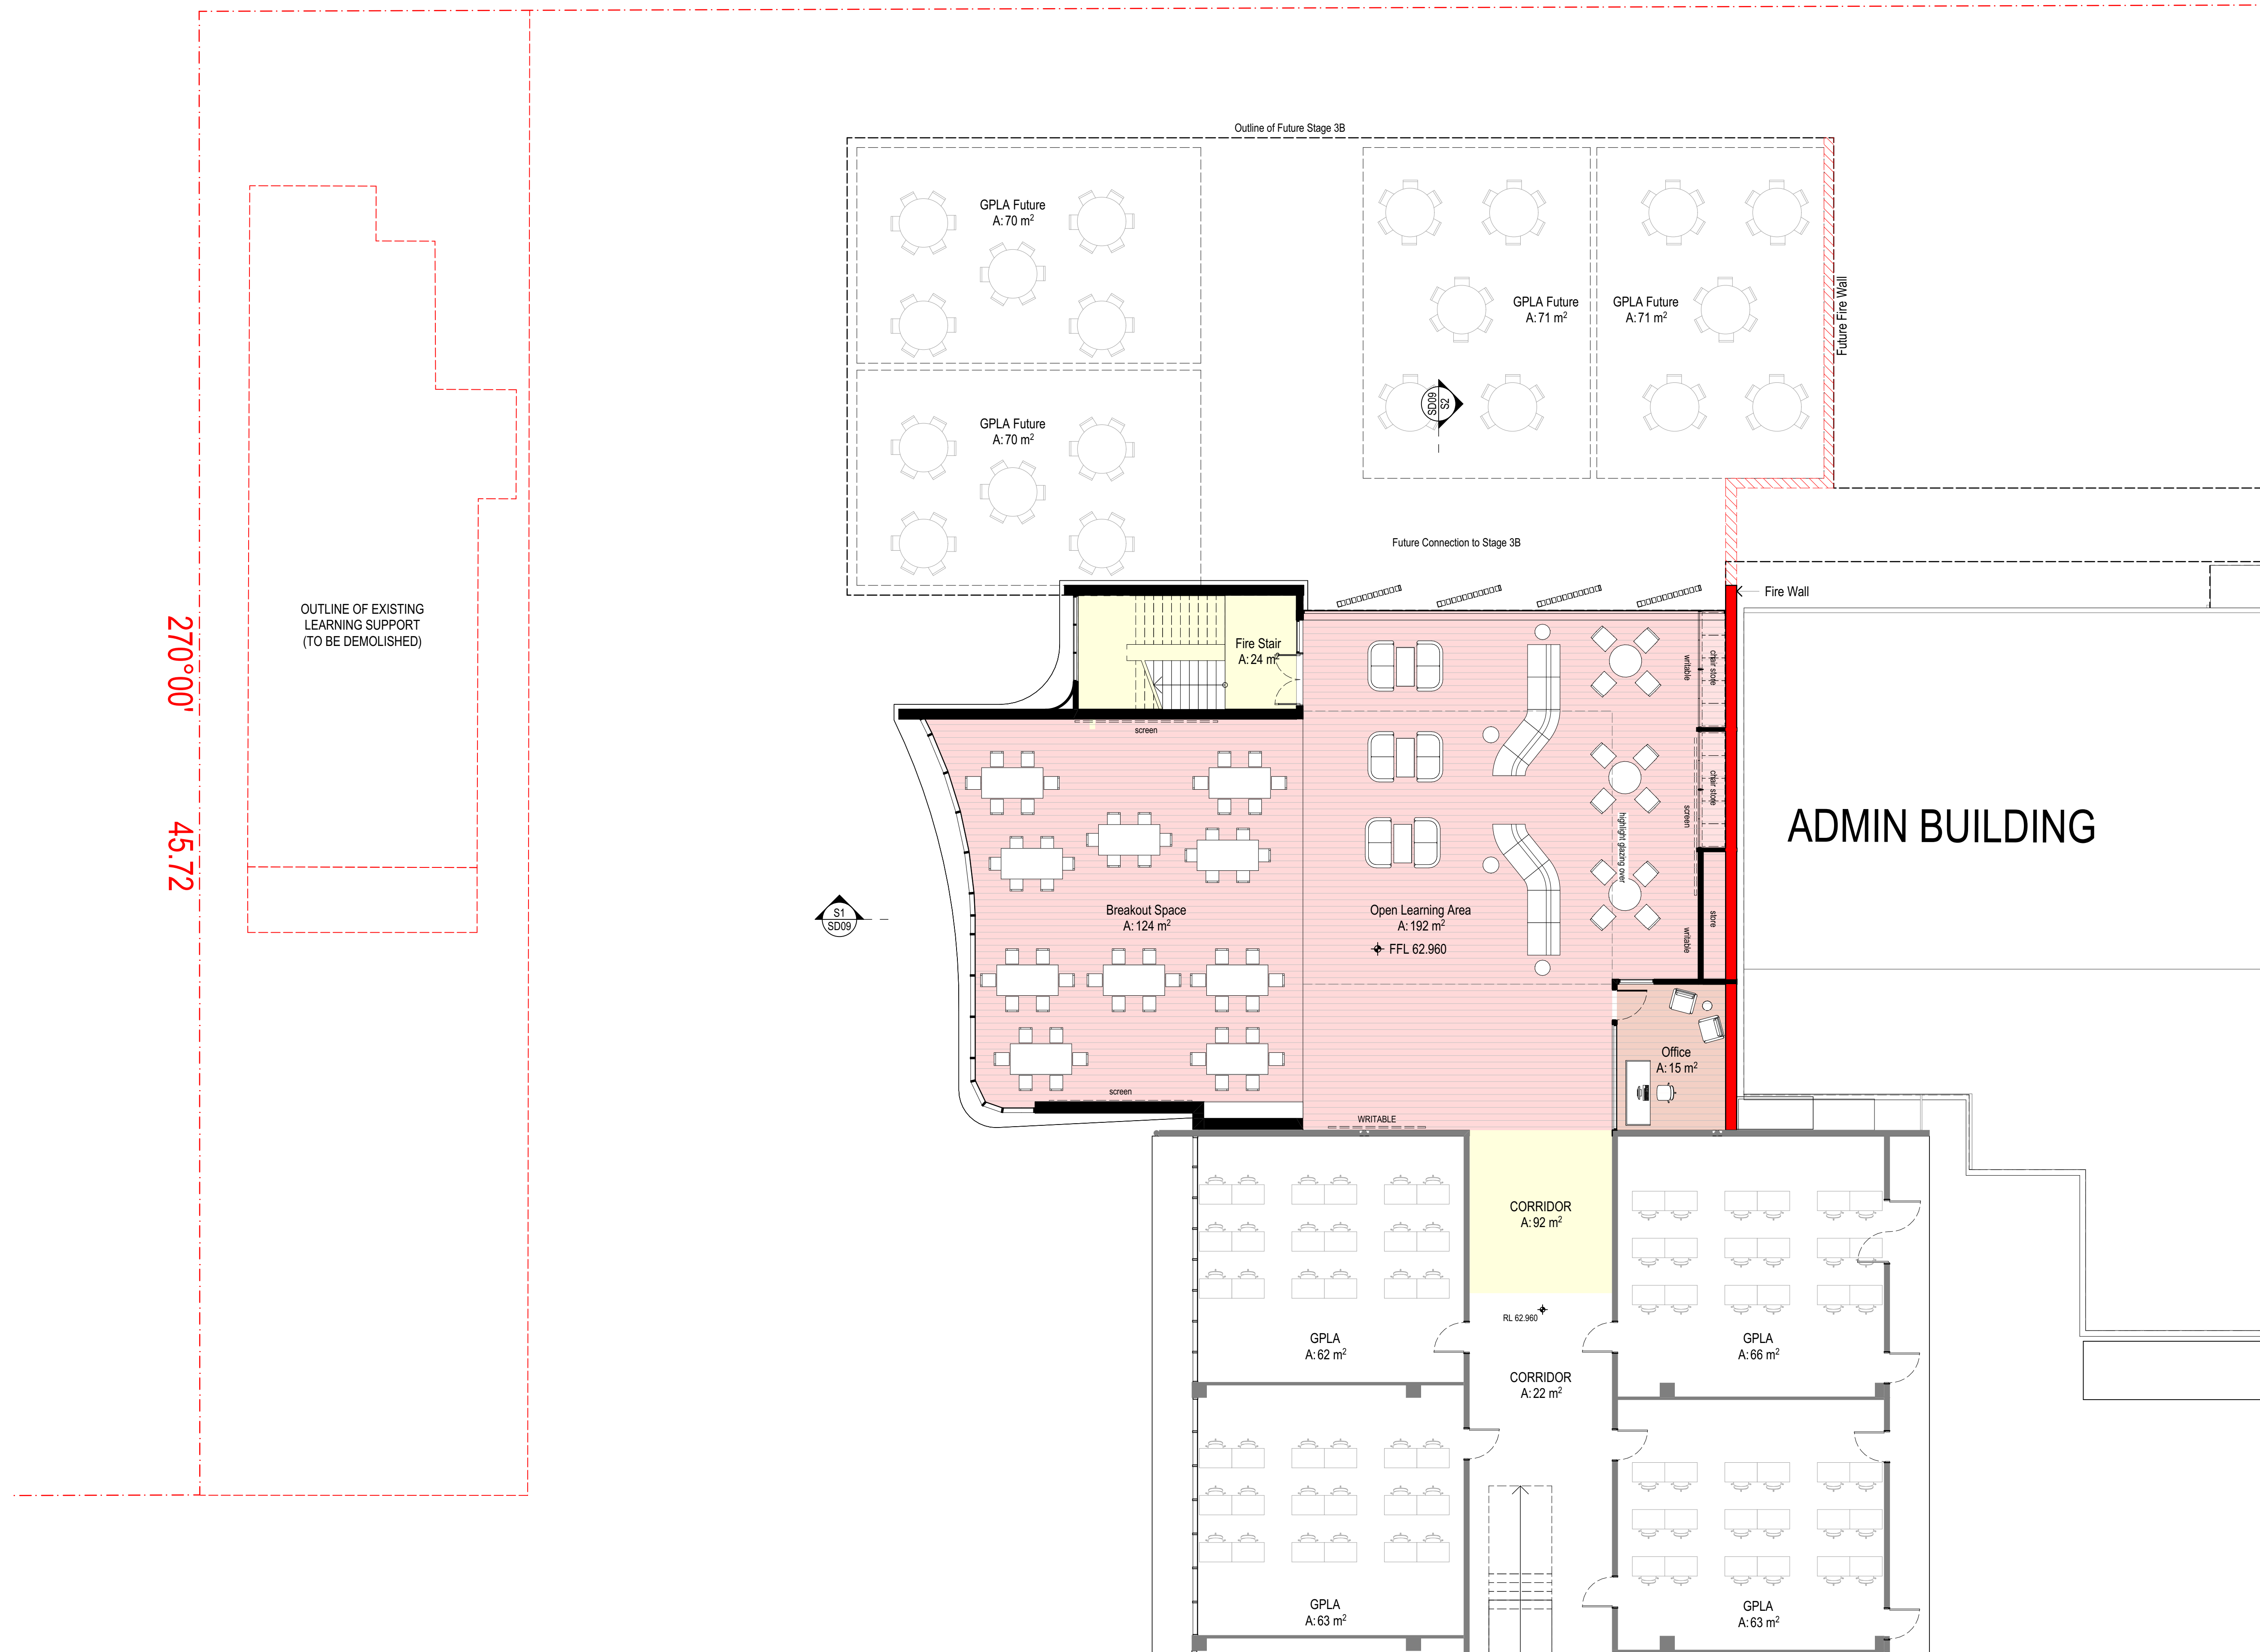 Outline of Future Stage 3B
GPLA Future
A: 70 m²
GPLA Future
A: 71 m²
GPLA Future
A: 71 m²
Future Fire Wall
SD09
S2
GPLA Future
A: 70 m²
Future Connection to Stage 3B
Fire Wall
OUTLINE OF EXISTING
LEARNING SUPPORT
(TO BE DEMOLISHED)
270°00'
45.72
Fire Stair
A: 24 m²
writable
chair store
screen
chair store
screen
highlight glazing over
ADMIN BUILDING
S1
SD09
Breakout Space
A: 124 m²
Open Learning Area
A: 192 m²
FFL 62.960
store
writable
Office
A: 15 m²
screen
WRITABLE
CORRIDOR
A: 92 m²
RL 62.960
GPLA
A: 62 m²
GPLA
A: 66 m²
CORRIDOR
A: 22 m²
GPLA
A: 63 m²
GPLA
A: 63 m²